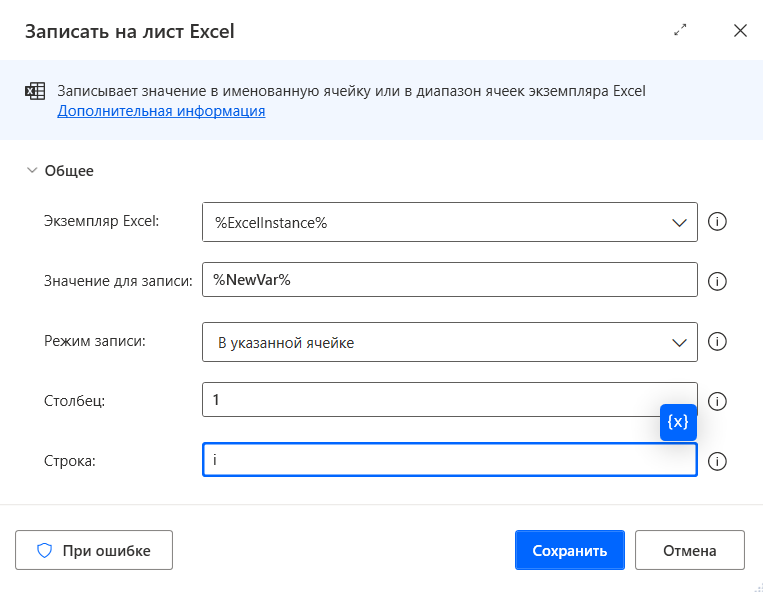 Записать на лист Excel
Записывает значение в именованную ячейку или в диапазон ячеек экземпляра Excel
Дополнительная информация
Общее
Экземпляр Excel:
%ExcelInstance%
Значение для записи:
%NewVar%
Режим записи:
В указанной ячейке
Столбец:
1
{x}
Строка:
i
При ошибке
Сохранить
Отмена